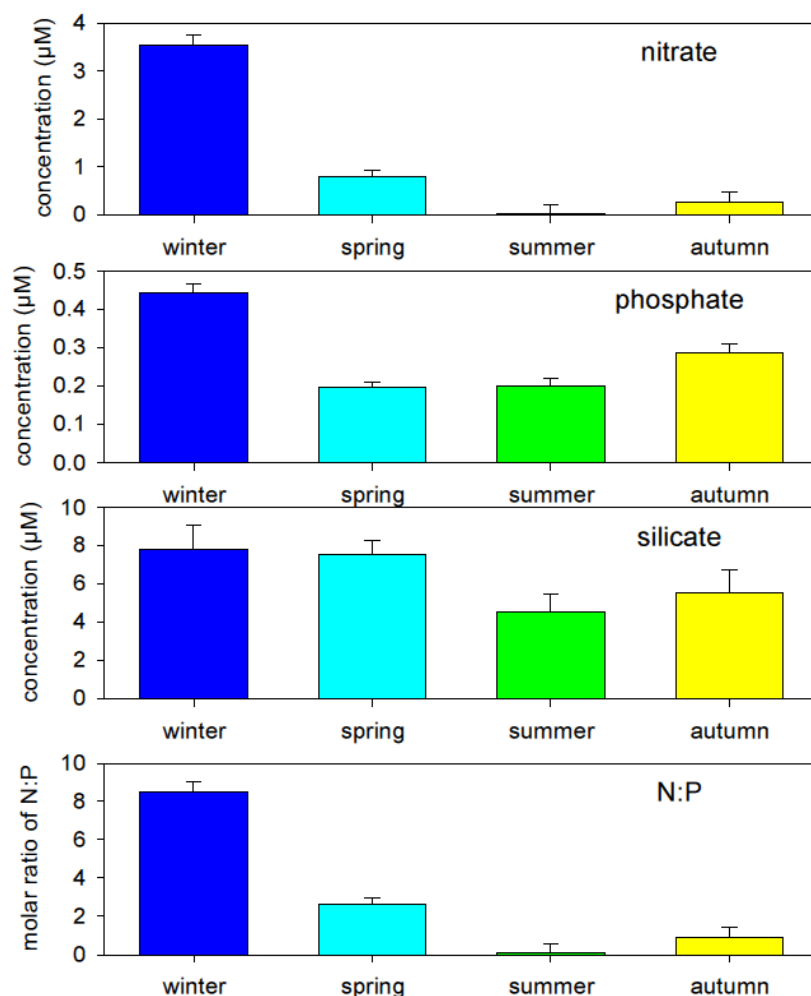 nitrate
concentration (µM)
4
3
2
1
0
winter spring summer autumn
phosphate
concentration (µM)
0.5
0.4
0.3
0.2
0.1
0.0
winter spring summer autumn
silicate
concentration (µM)
10
8
6
4
2
0
winter spring summer autumn
N:P
molar ratio of N:P
10
8
6
4
2
0
winter spring summer autumn